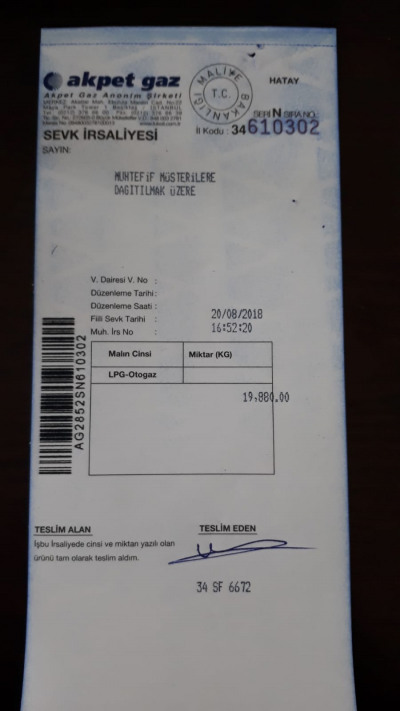 akpet gaz
Akpet Gaz Anonim Şirketi
MALİYE BAKANLIĞI
T.C.
HATAY
SERİ N SIRA NO.
İl Kodu : 34 610302
SEVK İRSALİYESİ
SAYIN:
MUHTEFİF MÜSTERİLERE
DAGITILMAK ÜZERE
V. Dairesi V. No :
Düzenleme Tarihi :
Düzenleme Saati :
Fiili Sevk Tarihi : 20/08/2018
Muh. İrs No : 16:52:20
Malın Cinsi Miktar (KG)
LPG-Otogaz
19,880.00
AG2852SN610302
TESLİM ALAN
İşbu İrsaliyede cinsi ve miktarı yazılı olan
ürünü tam olarak teslim aldım.
TESLİM EDEN
34 SF 6672